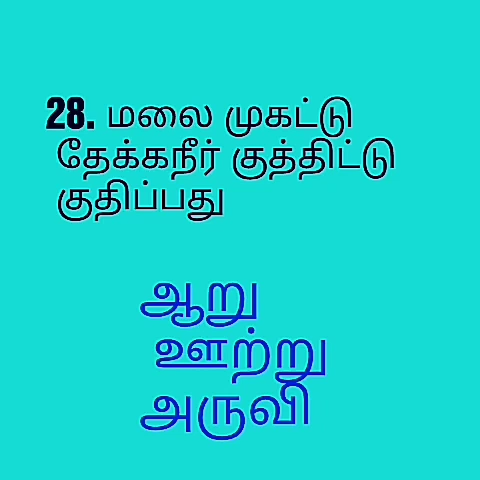 28. மலை முகட்டு
தேக்கநீர் குத்திட்டு
குதிப்பது
ஆறு
ஊற்று
அருவி